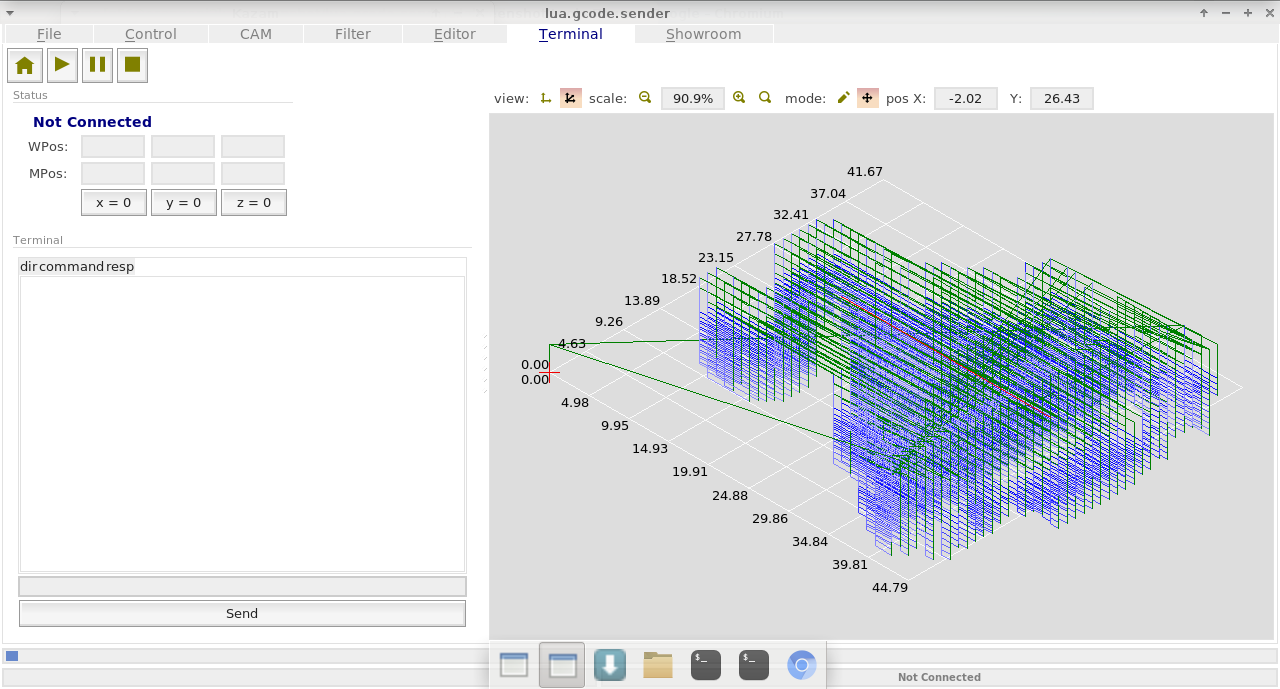 lua.gcode.sender
File Control CAM Filter Editor Terminal Showroom
Status
view: scale: 90.9% mode: pos X: -2.02 Y: 26.43
Not Connected
WPos:
MPos:
x = 0 y = 0 z = 0
Terminal
dir command resp
41.67
37.04
32.41
27.78
23.15
18.52
13.89
9.26
4.63
0.00
0.00
4.98
9.95
14.93
19.91
24.88
29.86
34.84
39.81
44.79
Send
$_ $_
Not Connected